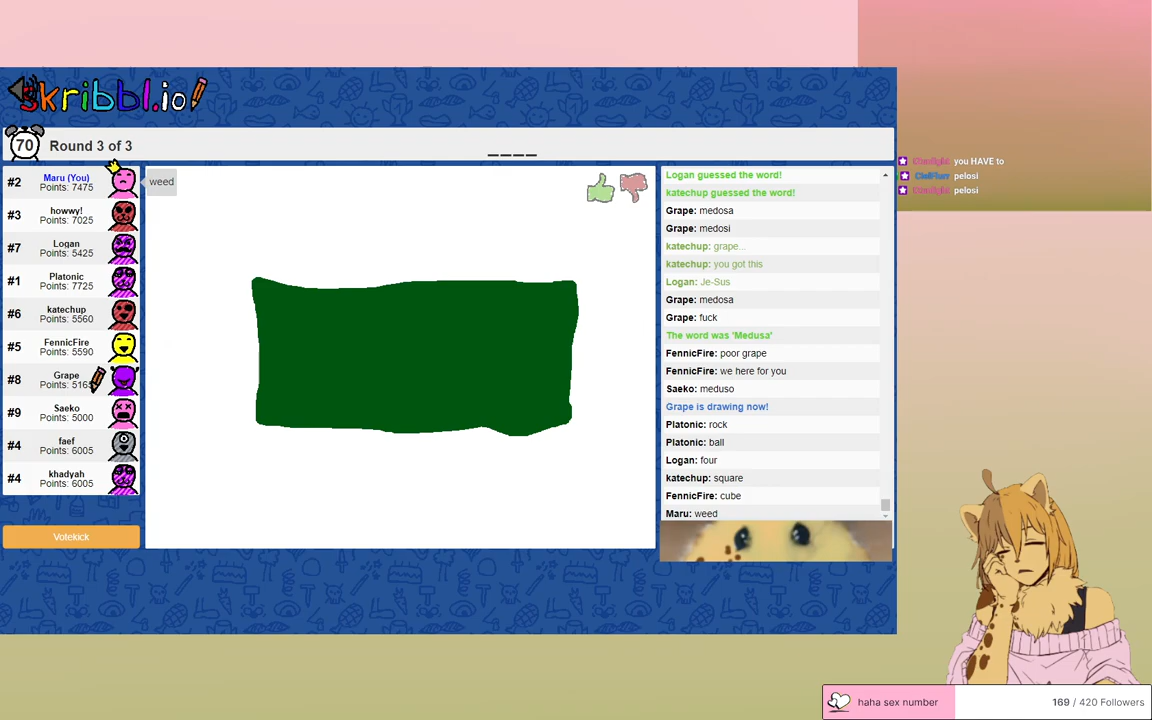 skribbl.io
70 Round 3 of 3
____
#2 Maru (You)
Points: 7475
weed
#3 howwy!
Points: 7025
#7 Logan
Points: 5425
#1 Platonic
Points: 7725
#6 katechup
Points: 5560
#5 FennicFire
Points: 5590
#8 Grape
Points: 5165
#9 Saeko
Points: 5000
#4 faef
Points: 6005
#4 khadyah
Points: 6005
Votekick
Logan guessed the word!
katechup guessed the word!
Grape: medosa
Grape: medosi
katechup: grape...
katechup: you got this
Logan: Je-Sus
Grape: medosa
Grape: fuck
The word was 'Medusa'
FennicFire: poor grape
FennicFire: we here for you
Saeko: meduso
Grape is drawing now!
Platonic: rock
Platonic: ball
Logan: four
katechup: square
FennicFire: cube
Maru: weed
you HAVE to
pelosi
pelosi
haha sex number 169 / 420 Followers